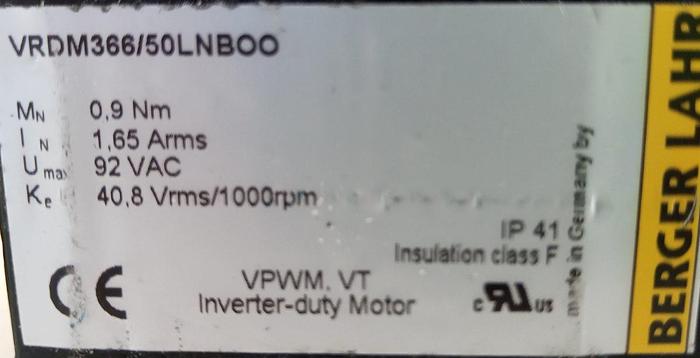 VRDM366/50LNBOO
MN 0,9 Nm
IN 1,65 Arms
Umax 92 VAC
Ke 40,8 Vrms/1000rpm
IP 41
Insulation class F
CE
VPWM, VT
Inverter-duty Motor
c RU us
made in Germany by
BERGER LAHR